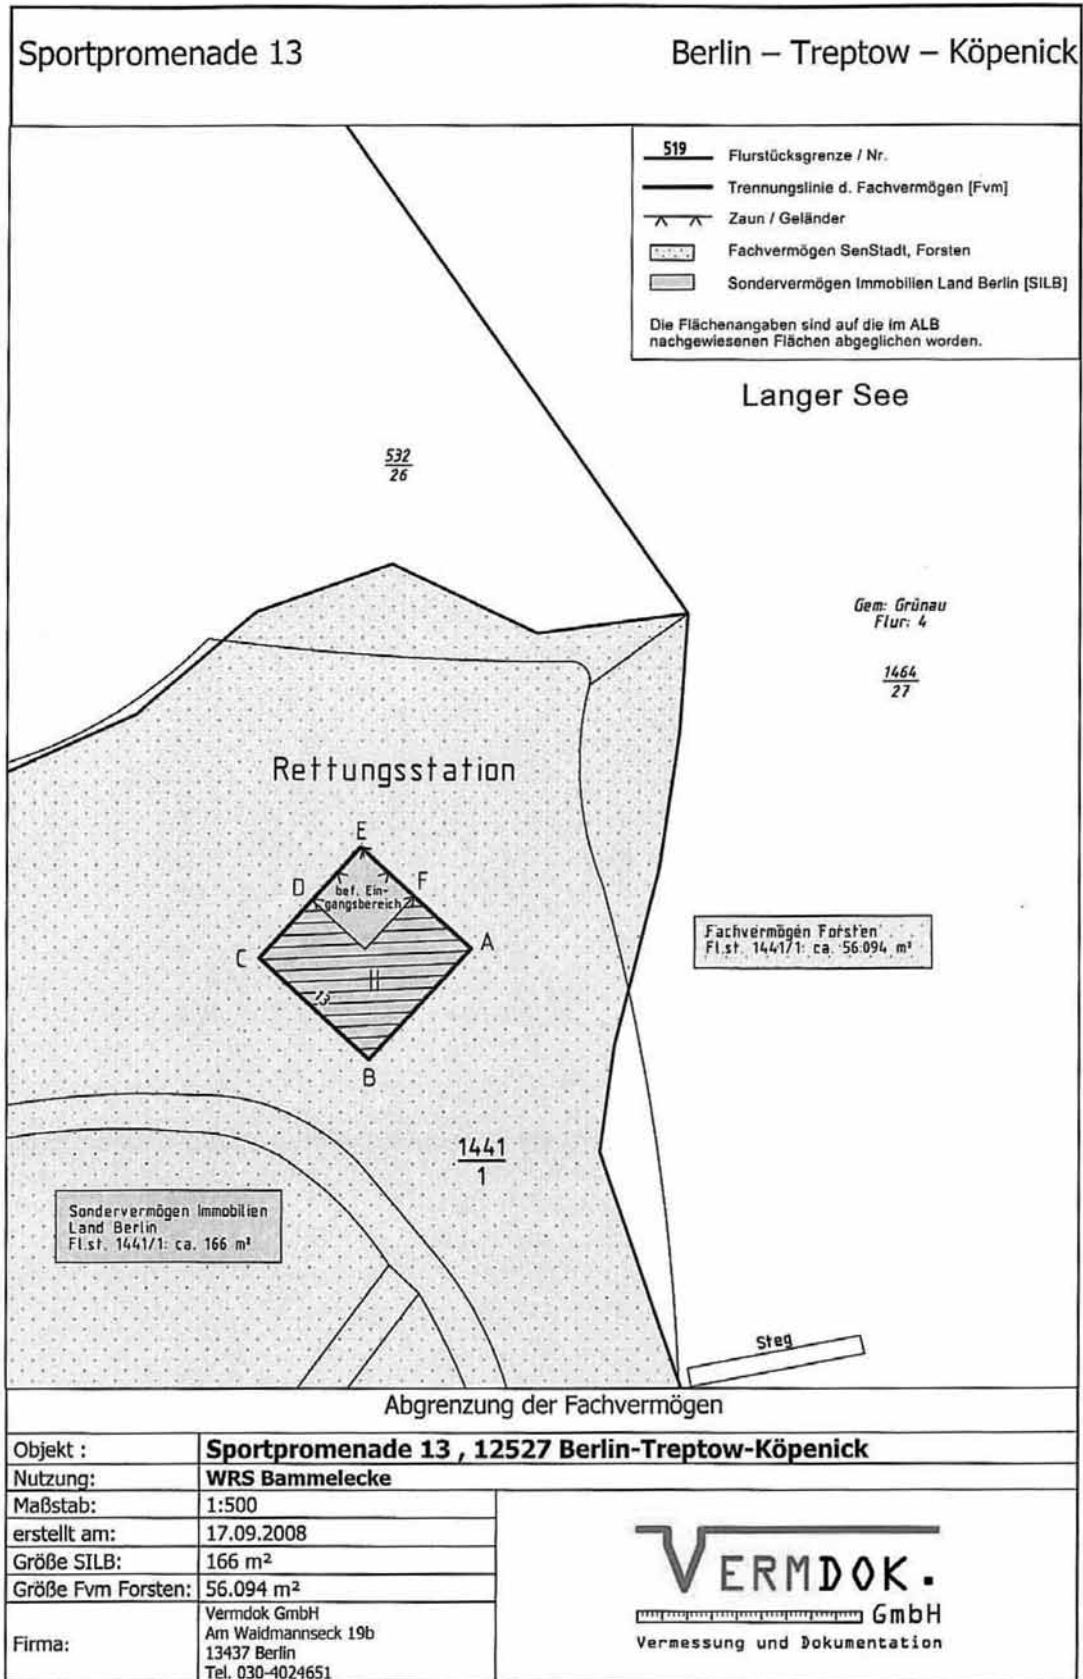 Sportpromenade 13
Berlin – Treptow – Köpenick
519
Flurstücksgrenze / Nr.
Trennungslinie d. Fachvermögen [Fvm]
Zaun / Geländer
Fachvermögen SenStadt, Forsten
Sondervermögen Immobilien Land Berlin [SILB]
Die Flächenangaben sind auf die im ALB
nachgewiesenen Flächen abgeglichen worden.
Langer See
532
26
Gem: Grünau
Flur: 4
1464
27
Rettungsstation
E
D
F
bef. Ein-
gangsbereich
C
A
II
13
B
Fachvermögen Forsten
Fl.st. 1441/1: ca. 56.094 m²
1441
1
Sondervermögen Immobilien
Land Berlin
Fl.st. 1441/1: ca. 166 m²
Steg
Abgrenzung der Fachvermögen
Objekt :
Sportpromenade 13 , 12527 Berlin-Treptow-Köpenick
Nutzung:
WRS Bammelecke
Maßstab:
1:500
erstellt am:
17.09.2008
Größe SILB:
166 m²
Größe Fvm Forsten:
56.094 m²
Firma:
Vermdok GmbH
Am Waidmannseck 19b
13437 Berlin
Tel. 030-4024651
VERMDOK.
GmbH
Vermessung und Dokumentation